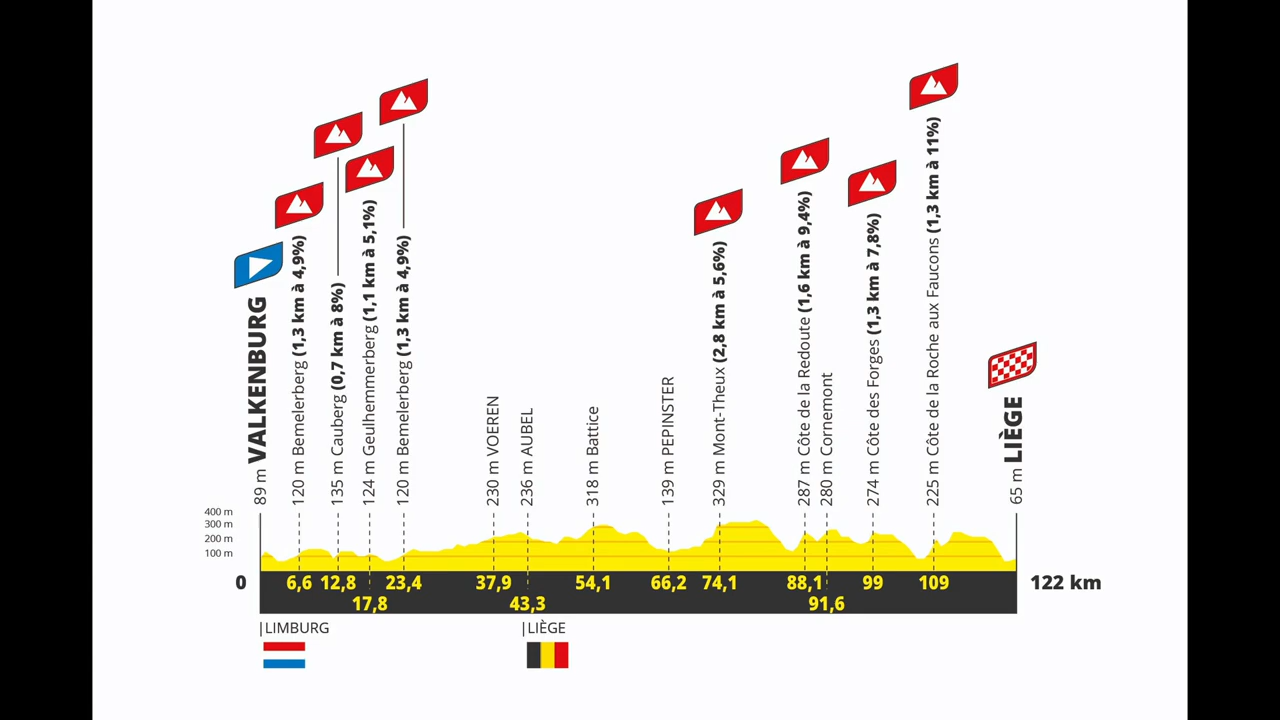 89 m VALKENBURG
120 m Bemelerberg (1,3 km à 4,9%)
135 m Cauberg (0,7 km à 8%)
124 m Geulhemmerberg (1,1 km à 5,1%)
120 m Bemelerberg (1,3 km à 4,9%)
230 m VOEREN
236 m AUBEL
318 m Battice
139 m PEPINSTER
329 m Mont-Theux (2,8 km à 5,6%)
287 m Côte de la Redoute (1,6 km à 9,4%)
280 m Cornemont
274 m Côte des Forges (1,3 km à 7,8%)
225 m Côte de la Roche aux Faucons (1,3 km à 11%)
65 m LIÈGE
400 m
300 m
200 m
100 m
0 6,6 12,8 23,4 37,9 54,1 66,2 74,1 88,1 99 109 122 km
17,8 43,3 91,6
|LIMBURG |LIÈGE